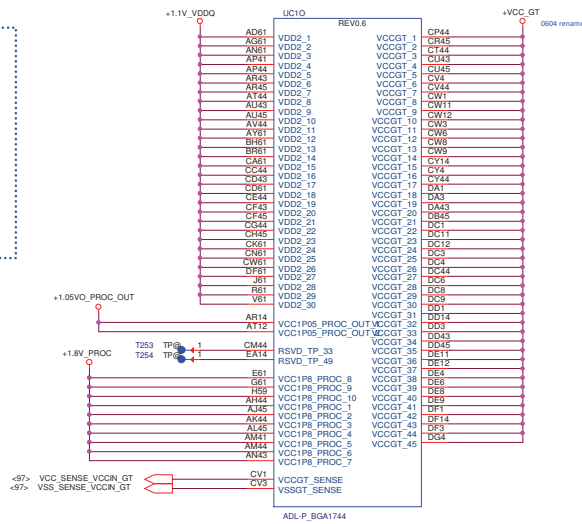 +1.1V_VDDQ UC1O +VCC_GT
REV0.6 0604 rename
AD61 VDD2_1 VCCGT_1 CP44
AG61 VDD2_2 VCCGT_2 CR45
AN61 VDD2_3 VCCGT_3 CT44
AP41 VDD2_4 VCCGT_4 CU43
AP44 VDD2_5 VCCGT_5 CU45
AR43 VDD2_6 VCCGT_6 CV4
AR45 VDD2_7 VCCGT_7 CV44
AT44 VDD2_8 VCCGT_8 CW1
AU43 VDD2_9 VCCGT_9 CW11
AU45 VDD2_10 VCCGT_10 CW12
AV44 VDD2_11 VCCGT_11 CW3
AY61 VDD2_12 VCCGT_12 CW6
BH61 VDD2_13 VCCGT_13 CW8
BR61 VDD2_14 VCCGT_14 CW9
CA61 VDD2_15 VCCGT_15 CY14
CC44 VDD2_16 VCCGT_16 CY4
CD43 VDD2_17 VCCGT_17 CY44
CD61 VDD2_18 VCCGT_18 DA1
CE44 VDD2_19 VCCGT_19 DA3
CF43 VDD2_20 VCCGT_20 DA43
CF45 VDD2_21 VCCGT_21 DB45
CG44 VDD2_22 VCCGT_22 DC1
CH45 VDD2_23 VCCGT_23 DC11
CK61 VDD2_24 VCCGT_24 DC12
CN61 VDD2_25 VCCGT_25 DC3
CW61 VDD2_26 VCCGT_26 DC4
DF61 VDD2_27 VCCGT_27 DC44
J61 VDD2_28 VCCGT_28 DC6
R61 VDD2_29 VCCGT_29 DC8
V61 VDD2_30 VCCGT_30 DC9
+1.05VO_PROC_OUT VCCGT_31 DD1
AR14 VCC1P05_PROC_OUT_1 VCCGT_32 DD14
AT12 VCC1P05_PROC_OUT_2 VCCGT_33 DD3
VCCGT_34 DD43
T253 TP@ 1 CM44 RSVD_TP_33 VCCGT_35 DD45
+1.8V_PROC T254 TP@ 1 EA14 RSVD_TP_49 VCCGT_36 DE11
VCCGT_37 DE12
E61 VCC1P8_PROC_8 VCCGT_38 DE4
G61 VCC1P8_PROC_9 VCCGT_39 DE6
H59 VCC1P8_PROC_10 VCCGT_40 DE8
AH44 VCC1P8_PROC_1 VCCGT_41 DE9
AJ45 VCC1P8_PROC_2 VCCGT_42 DF1
AK44 VCC1P8_PROC_3 VCCGT_43 DF14
AL45 VCC1P8_PROC_4 VCCGT_44 DF3
AM41 VCC1P8_PROC_5 VCCGT_45 DG4
AM44 VCC1P8_PROC_6
AN43 VCC1P8_PROC_7
<97> VCC_SENSE_VCCIN_GT CV1 VCCGT_SENSE
<97> VSS_SENSE_VCCIN_GT CV3 VSSGT_SENSE
ADL-P_BGA1744